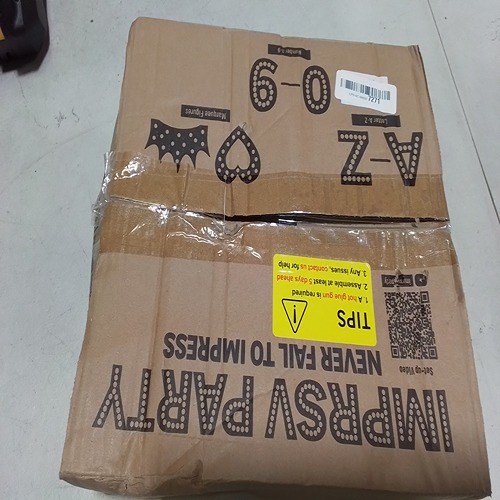 IMPRSV PARTY
NEVER FAIL TO IMPRESS
Set-up Video
TIPS
1. A hot glue gun is required
2. Assemble at least 5 days ahead
3. Any issues, contact us for help
A-Z
Letter A-Z
0-9
Number 0-9
Marquee Figures
7271